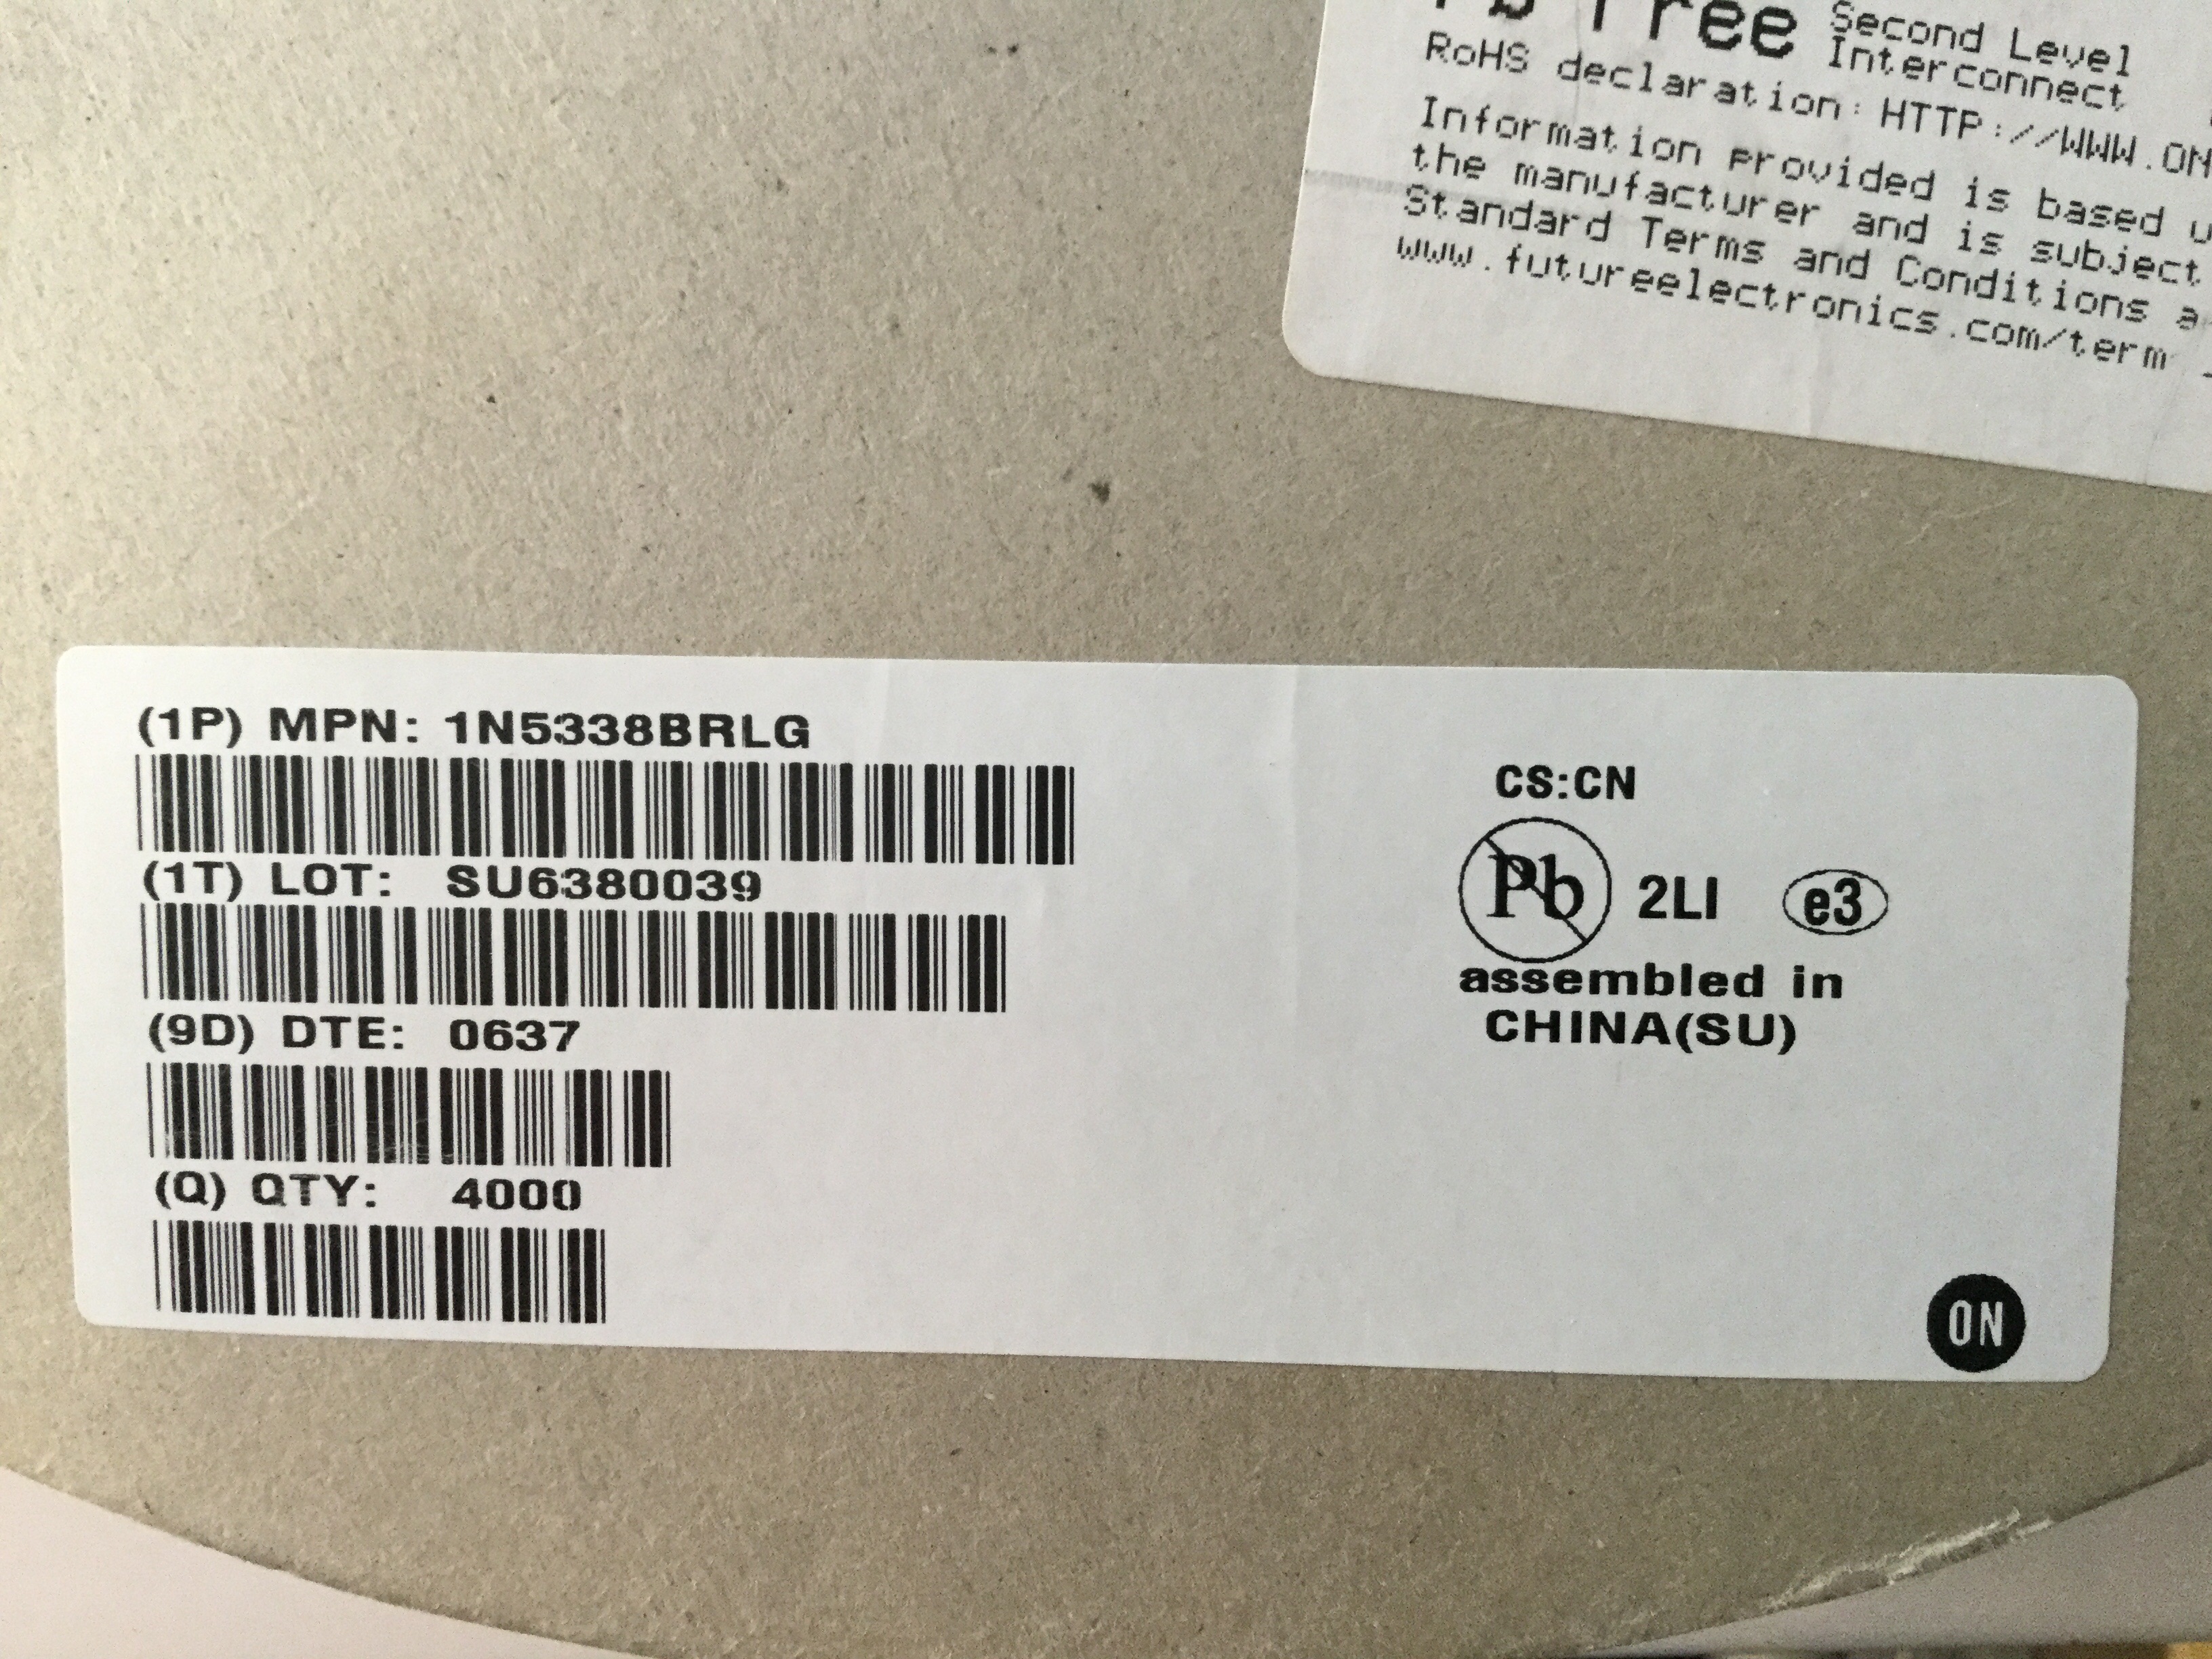 Free Second Level
Interconnect
RoHS declaration: HTTP://WWW.ON
Information provided is based
the manufacturer and is subject
Standard Terms and Conditions
www.futureelectronics.com/term
(1P) MPN: 1N5338BRLG
(1T) LOT: SU6380039
(9D) DTE: 0637
(Q) QTY: 4000
CS:CN
Pb 2LI e3
assembled in
CHINA(SU)
ON